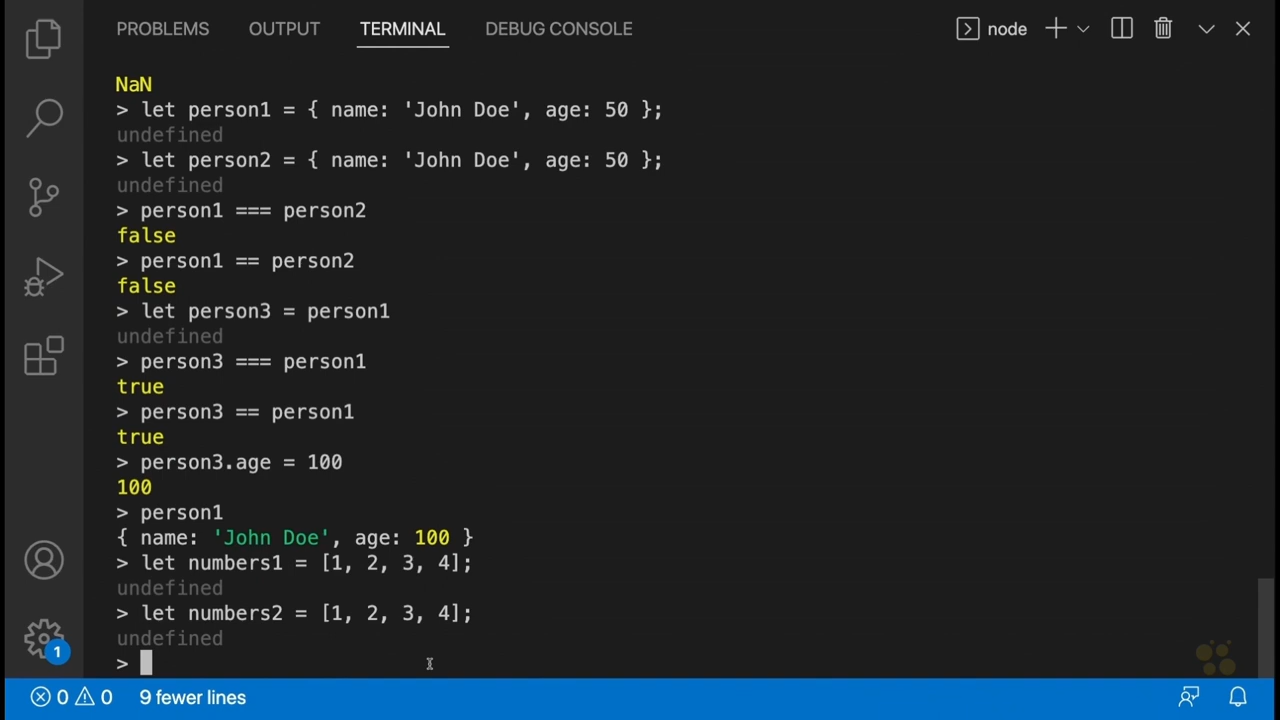 PROBLEMS OUTPUT TERMINAL DEBUG CONSOLE node
NaN
> let person1 = { name: 'John Doe', age: 50 };
undefined
> let person2 = { name: 'John Doe', age: 50 };
undefined
> person1 === person2
false
> person1 == person2
false
> let person3 = person1
undefined
> person3 === person1
true
> person3 == person1
true
> person3.age = 100
100
> person1
{ name: 'John Doe', age: 100 }
> let numbers1 = [1, 2, 3, 4];
undefined
> let numbers2 = [1, 2, 3, 4];
undefined
>
1
0 0 9 fewer lines